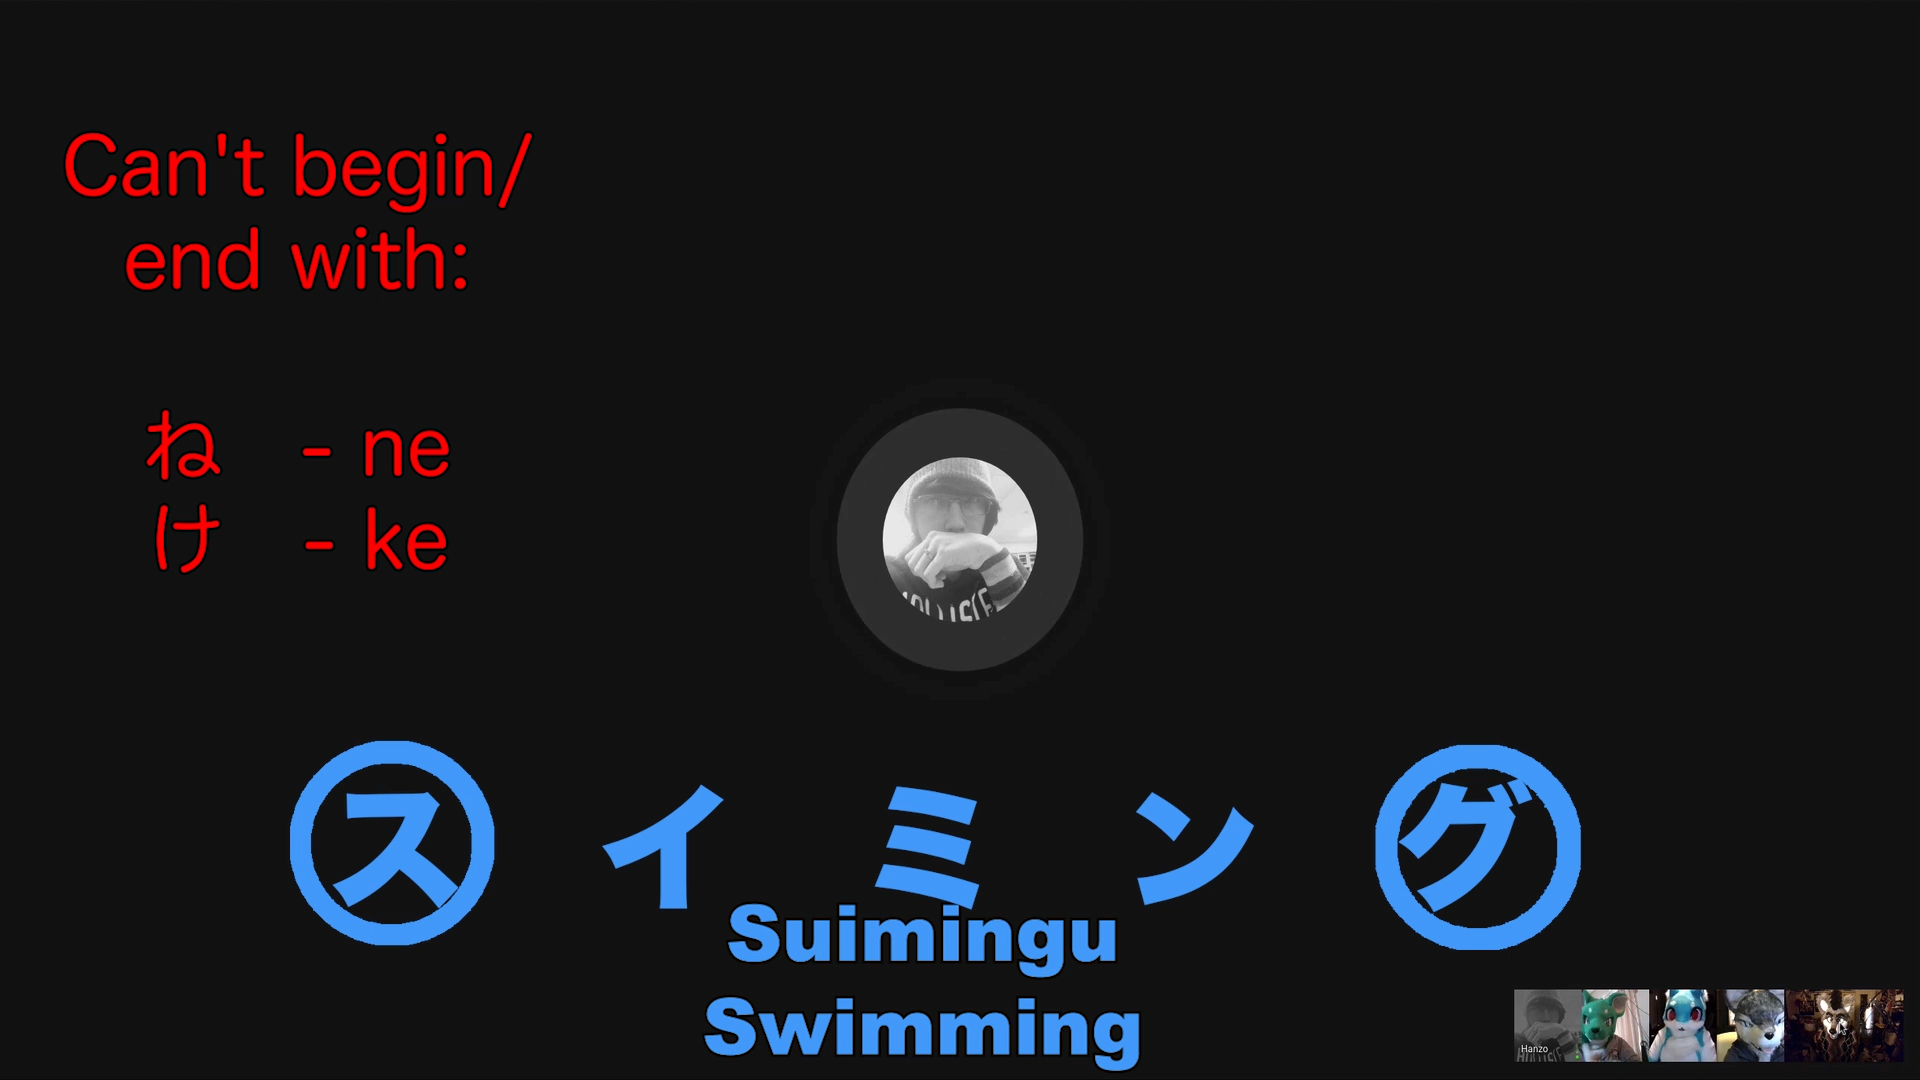 Can't begin/
end with:
ね - ne
け - ke
スイミング
Suimingu
Swimming
Hanzo